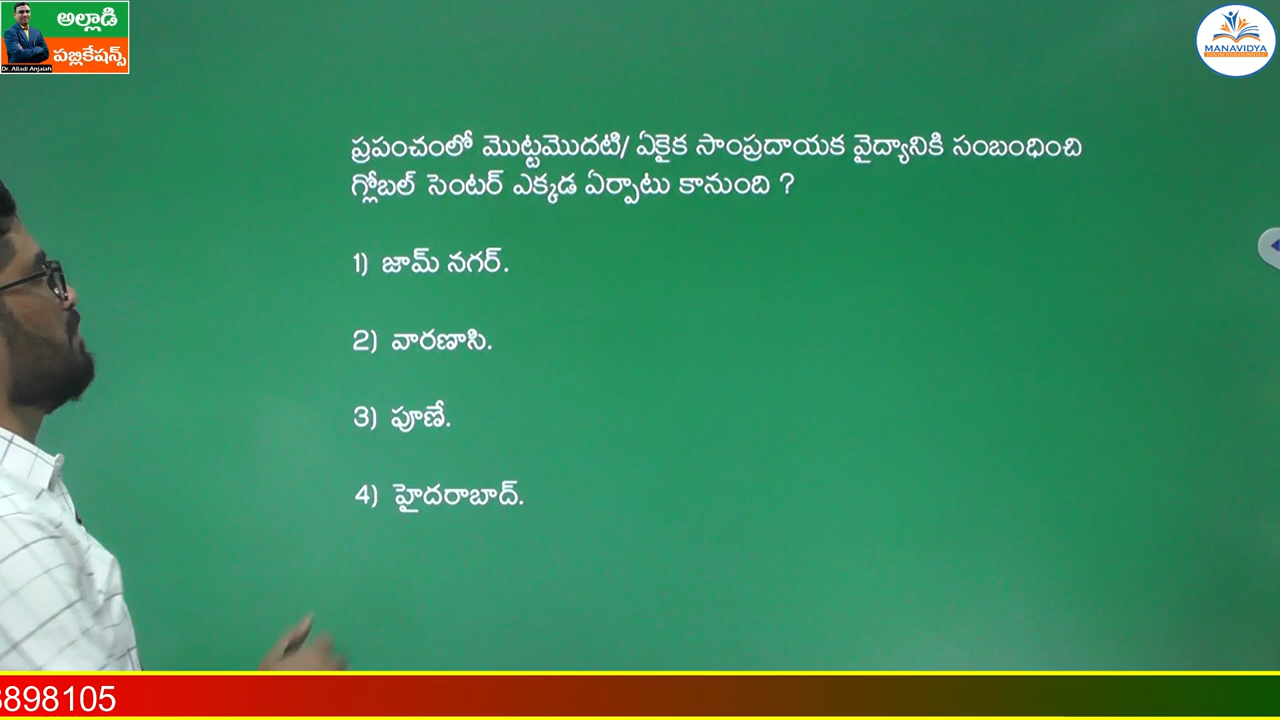 అల్లాడి
పబ్లికేషన్స్
Dr. Alladi Anjaiah
MANAVIDYA
ప్రపంచంలో మొట్టమొదటి/ ఏకైక సాంప్రదాయక వైద్యానికి సంబంధించి
గ్లోబల్ సెంటర్ ఎక్కడ ఏర్పాటు కానుంది ?
1) జామ్ నగర్.
2) వారణాసి.
3) పూణే.
4) హైదరాబాద్.
898105